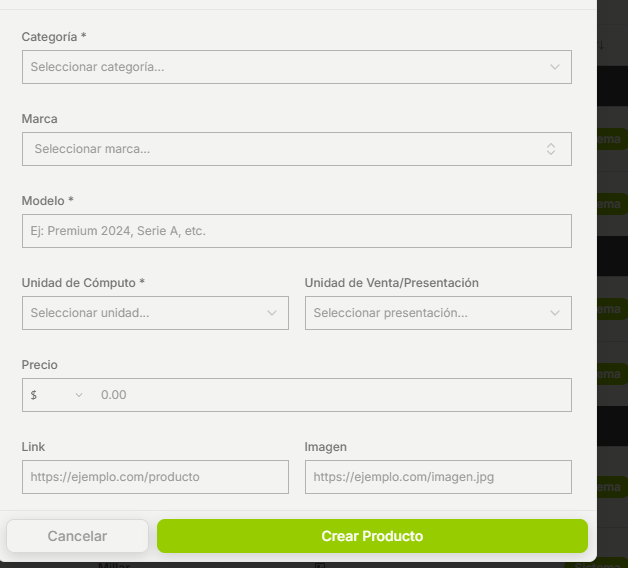 Categoría *
Seleccionar categoría...
Marca
Seleccionar marca...
Modelo *
Ej: Premium 2024, Serie A, etc.
Unidad de Cómputo * Unidad de Venta/Presentación
Seleccionar unidad... Seleccionar presentación...
Precio
$ 0.00
Link Imagen
https://ejemplo.com/producto https://ejemplo.com/imagen.jpg
Cancelar Crear Producto